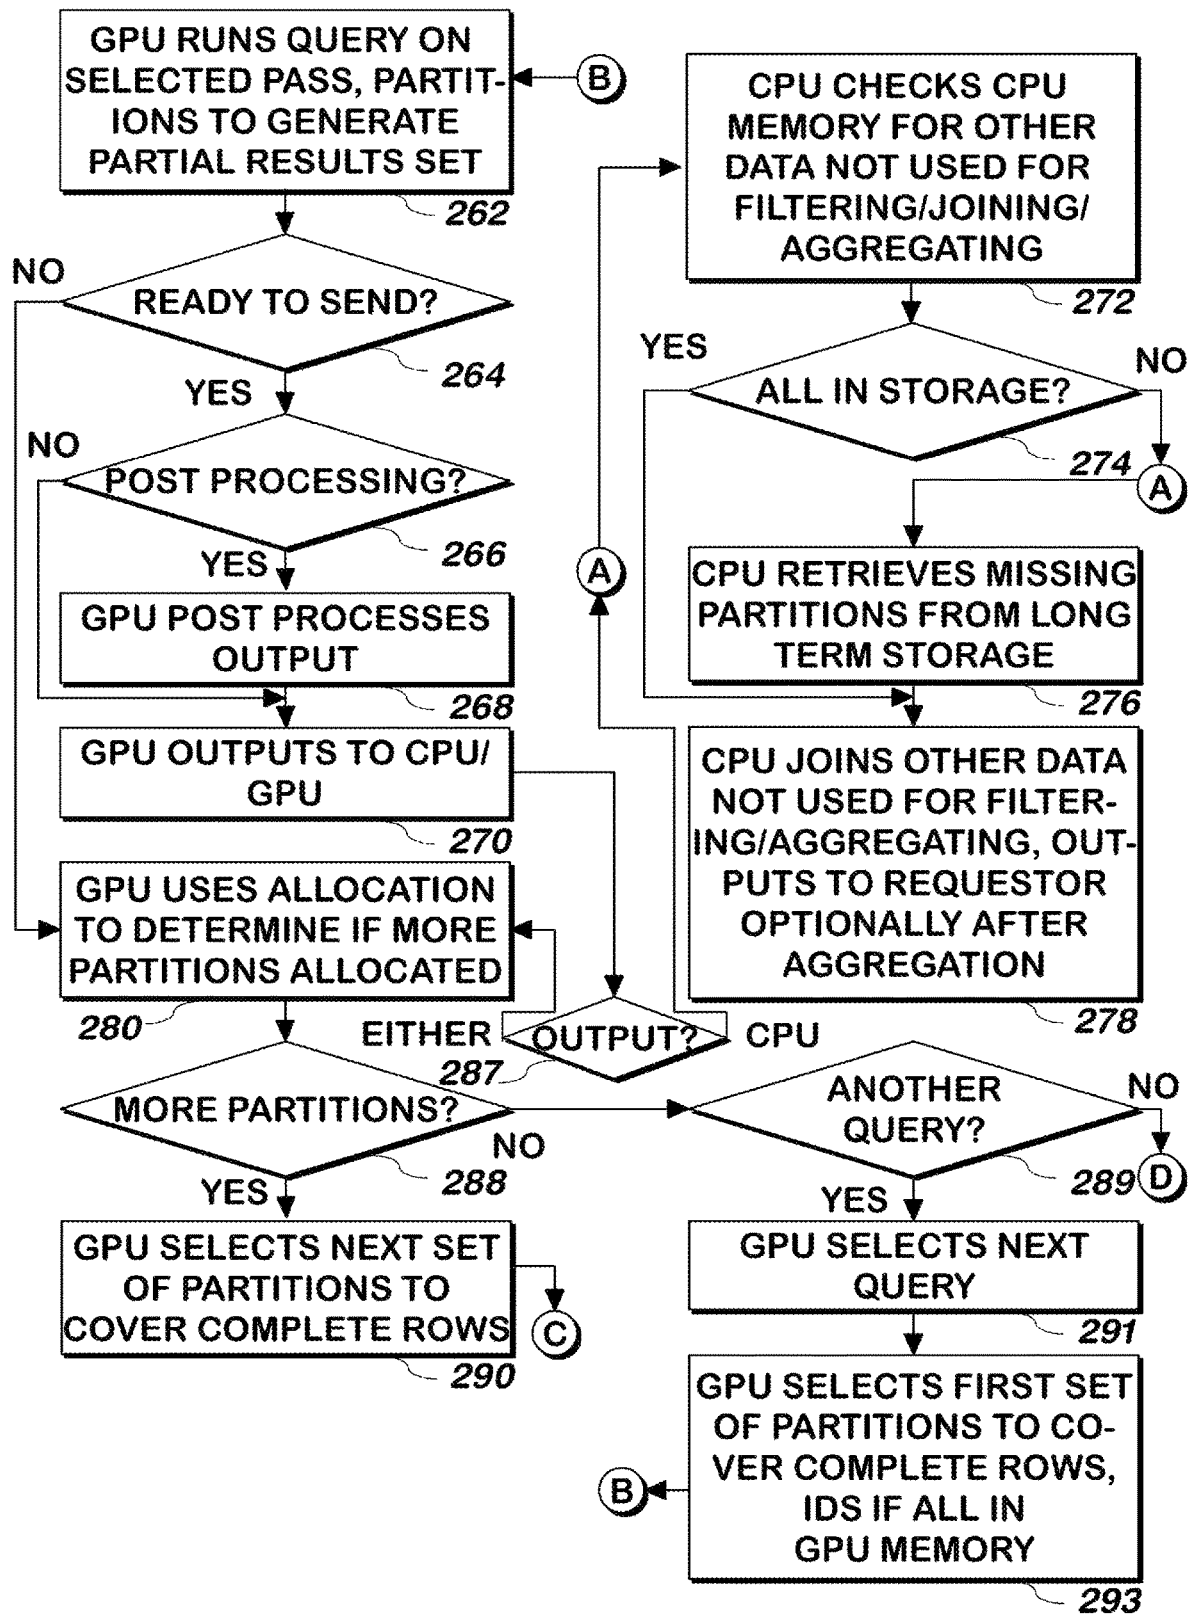 GPU RUNS QUERY ON
SELECTED PASS, PARTIT-
IONS TO GENERATE
PARTIAL RESULTS SET
262
B
NO
READY TO SEND?
264
YES
NO
POST PROCESSING?
266
YES
GPU POST PROCESSES
OUTPUT
268
GPU OUTPUTS TO CPU/
GPU
270
GPU USES ALLOCATION
TO DETERMINE IF MORE
PARTITIONS ALLOCATED
280
EITHER
OUTPUT?
CPU
287
MORE PARTITIONS?
NO
288
YES
GPU SELECTS NEXT SET
OF PARTITIONS TO
COVER COMPLETE ROWS
290
C
A
CPU CHECKS CPU
MEMORY FOR OTHER
DATA NOT USED FOR
FILTERING/JOINING/
AGGREGATING
272
YES
NO
ALL IN STORAGE?
274
A
CPU RETRIEVES MISSING
PARTITIONS FROM LONG
TERM STORAGE
276
CPU JOINS OTHER DATA
NOT USED FOR FILTER-
ING/AGGREGATING, OUT-
PUTS TO REQUESTOR
OPTIONALLY AFTER
AGGREGATION
278
ANOTHER
QUERY?
NO
289
D
YES
GPU SELECTS NEXT
QUERY
291
GPU SELECTS FIRST SET
OF PARTITIONS TO CO-
VER COMPLETE ROWS,
IDS IF ALL IN
GPU MEMORY
293
B